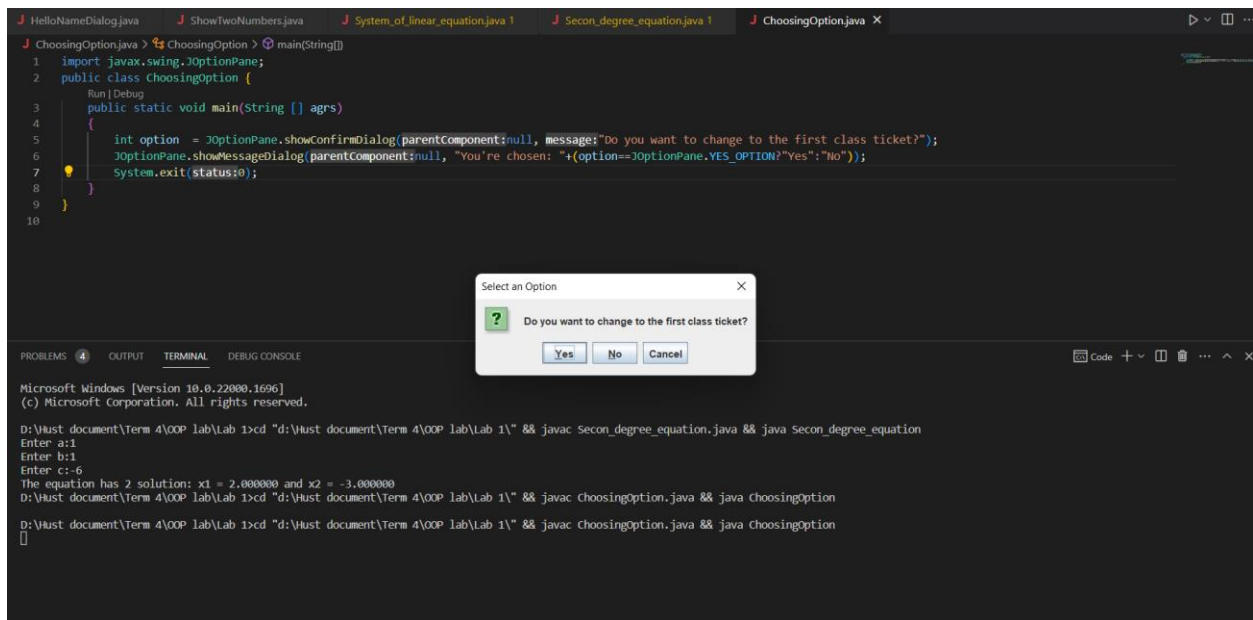 HelloNameDialog.java ShowTwoNumbers.java System_of_linear_equation.java 1 Secon_degree_equation.java 1 ChoosingOption.java
ChoosingOption.java > ChoosingOption > main(String[])
1 import javax.swing.JOptionPane;
2 public class ChoosingOption {
Run | Debug
3 public static void main(String [] agrs)
4 {
5 int option = JOptionPane.showConfirmDialog(parentComponent:null, message:"Do you want to change to the first class ticket?");
6 JOptionPane.showMessageDialog(parentComponent:null, "You're chosen: "+(option==JOptionPane.YES_OPTION?"Yes":"No"));
7 System.exit(status:0);
8 }
9 }
10
Select an Option
Do you want to change to the first class ticket?
Yes No Cancel
PROBLEMS 4 OUTPUT TERMINAL DEBUG CONSOLE Code
Microsoft Windows [Version 10.0.22000.1696]
(c) Microsoft Corporation. All rights reserved.
D:\Hust document\Term 4\OOP lab\Lab 1>cd "d:\Hust document\Term 4\OOP lab\Lab 1\" && javac Secon_degree_equation.java && java Secon_degree_equation
Enter a:1
Enter b:1
Enter c:-6
The equation has 2 solution: x1 = 2.000000 and x2 = -3.000000
D:\Hust document\Term 4\OOP lab\Lab 1>cd "d:\Hust document\Term 4\OOP lab\Lab 1\" && javac ChoosingOption.java && java ChoosingOption
D:\Hust document\Term 4\OOP lab\Lab 1>cd "d:\Hust document\Term 4\OOP lab\Lab 1\" && javac ChoosingOption.java && java ChoosingOption